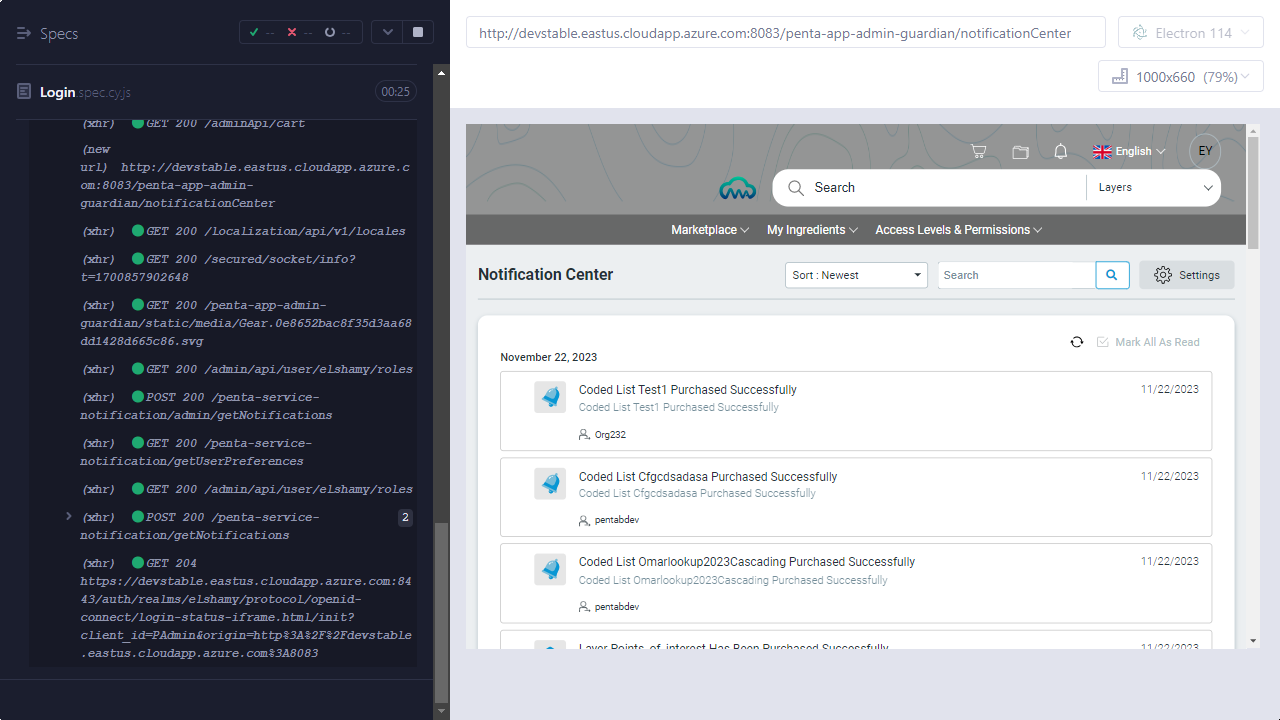 Specs
--
--
--
Login.spec.cy.js
00:25
(xhr) GET 200 /adminApi/cart
(new
url) http://devstable.eastus.cloudapp.azure.c
om:8083/penta-app-admin-
guardian/notificationCenter
(xhr) GET 200 /localization/api/v1/locales
(xhr) GET 200 /secured/socket/info?
t=1700857902648
(xhr) GET 200 /penta-app-admin-
guardian/static/media/Gear.0e8652bac8f35d3aa68
dd1428d665c86.svg
(xhr) GET 200 /admin/api/user/elshamy/roles
(xhr) POST 200 /penta-service-
notification/admin/getNotifications
(xhr) GET 200 /penta-service-
notification/getUserPreferences
(xhr) GET 200 /admin/api/user/elshamy/roles
(xhr) POST 200 /penta-service-
notification/getNotifications
2
(xhr) GET 204
https://devstable.eastus.cloudapp.azure.com:84
43/auth/realms/elshamy/protocol/openid-
connect/login-status-iframe.html/init?
client_id=PAdmin&origin=http%3A%2F%2Fdevstable
.eastus.cloudapp.azure.com%3A8083
http://devstable.eastus.cloudapp.azure.com:8083/penta-app-admin-guardian/notificationCenter
Electron 114
1000x660 (79%)
English
EY
Search
Layers
Marketplace
My Ingredients
Access Levels & Permissions
Notification Center
Sort : Newest
Search
Settings
Mark All As Read
November 22, 2023
Coded List Test1 Purchased Successfully
11/22/2023
Coded List Test1 Purchased Successfully
Org232
Coded List Cfgcdsadasa Purchased Successfully
11/22/2023
Coded List Cfgcdsadasa Purchased Successfully
pentabdev
Coded List Omarlookup2023Cascading Purchased Successfully
11/22/2023
Coded List Omarlookup2023Cascading Purchased Successfully
pentabdev
Layer Points_of_interest Has Been Purchased Successfully
11/22/2023